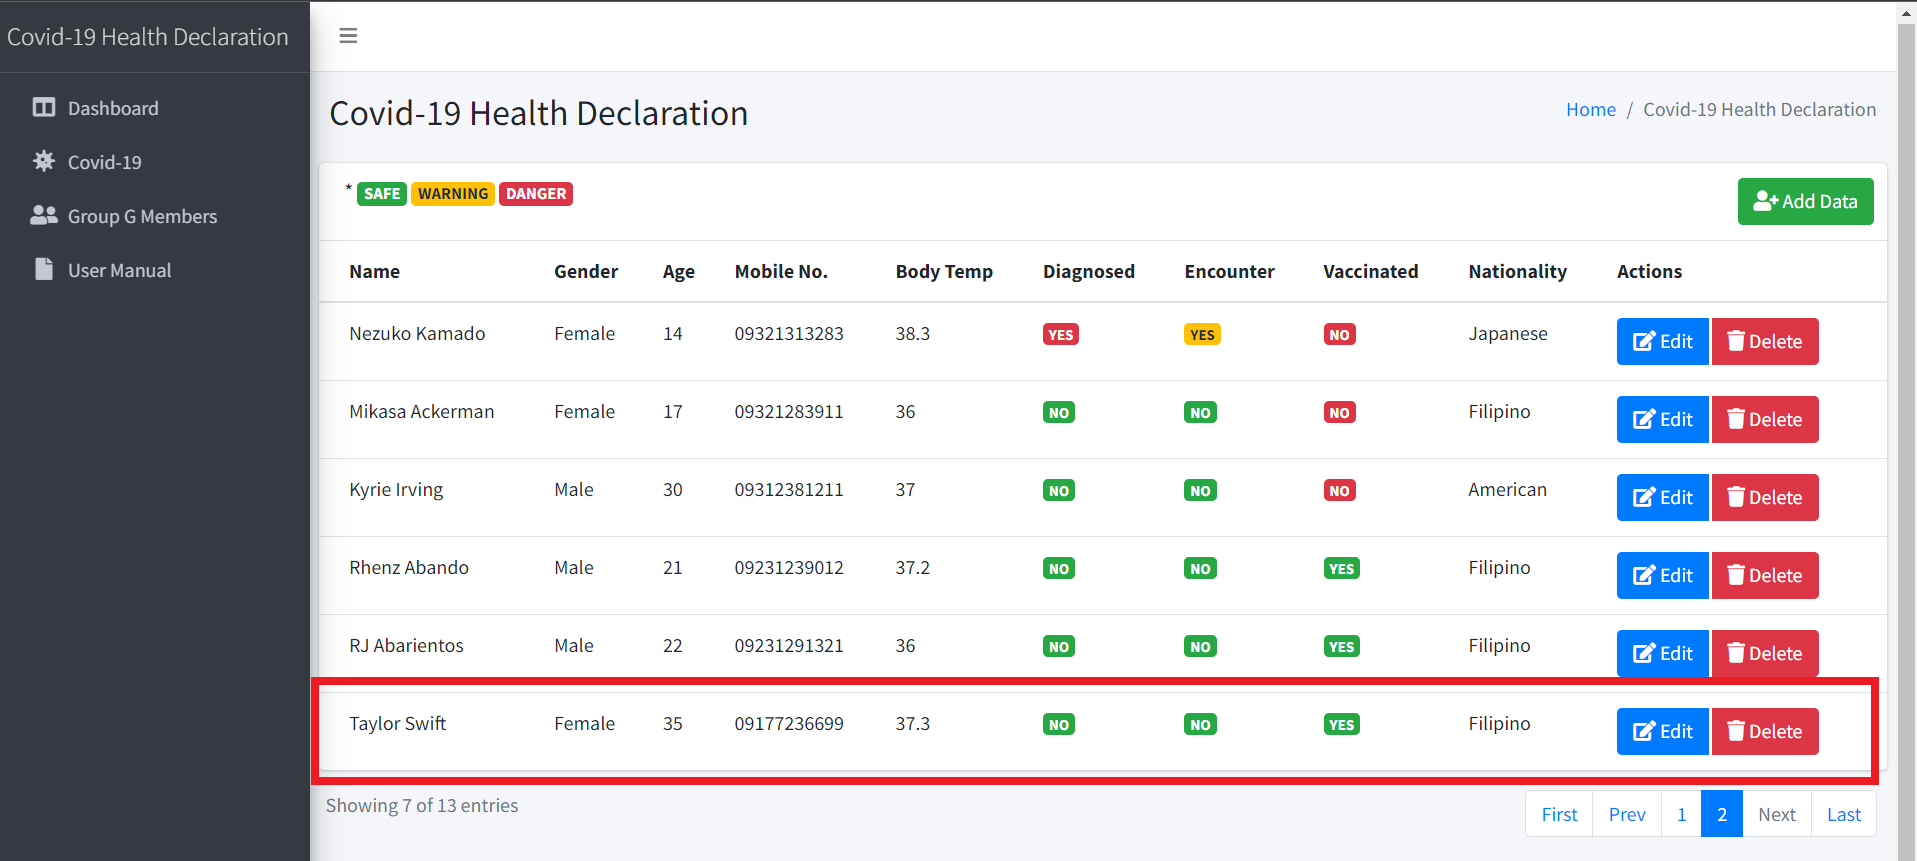 Covid-19 Health Declaration
Dashboard
Covid-19
Group G Members
User Manual
Covid-19 Health Declaration
Home / Covid-19 Health Declaration
* SAFE WARNING DANGER
Add Data
Name Gender Age Mobile No. Body Temp Diagnosed Encounter Vaccinated Nationality Actions
Nezuko Kamado Female 14 09321313283 38.3 YES YES NO Japanese Edit Delete
Mikasa Ackerman Female 17 09321283911 36 NO NO NO Filipino Edit Delete
Kyrie Irving Male 30 09312381211 37 NO NO NO American Edit Delete
Rhenz Abando Male 21 09231239012 37.2 NO NO YES Filipino Edit Delete
RJ Abarientos Male 22 09231291321 36 NO NO YES Filipino Edit Delete
Taylor Swift Female 35 09177236699 37.3 NO NO YES Filipino Edit Delete
Showing 7 of 13 entries
First Prev 1 2 Next Last